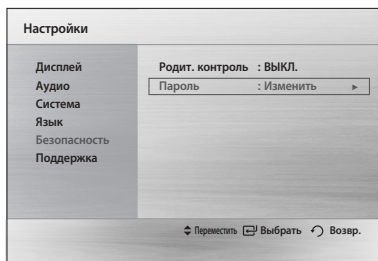 Настройки
Дисплей
Аудио
Система
Язык
Безопасность
Поддержка
Родит. контроль : ВЫКЛ.
Пароль : Изменить ►
Переместить Выбрать Возвр.